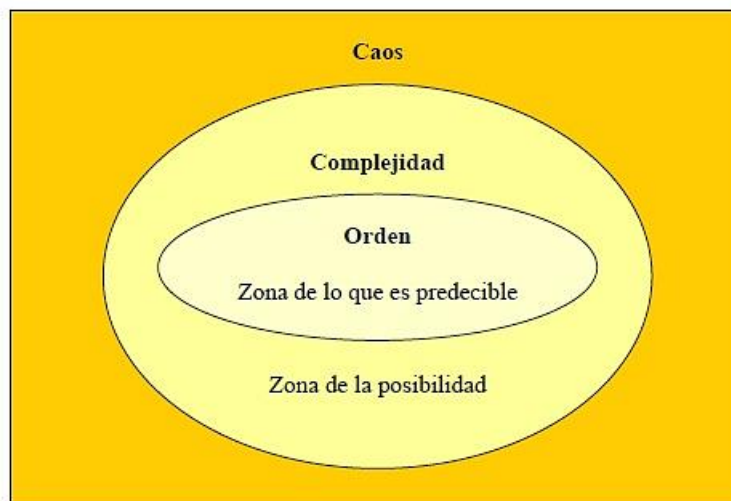 Caos
Complejidad
Orden
Zona de lo que es predecible
Zona de la posibilidad